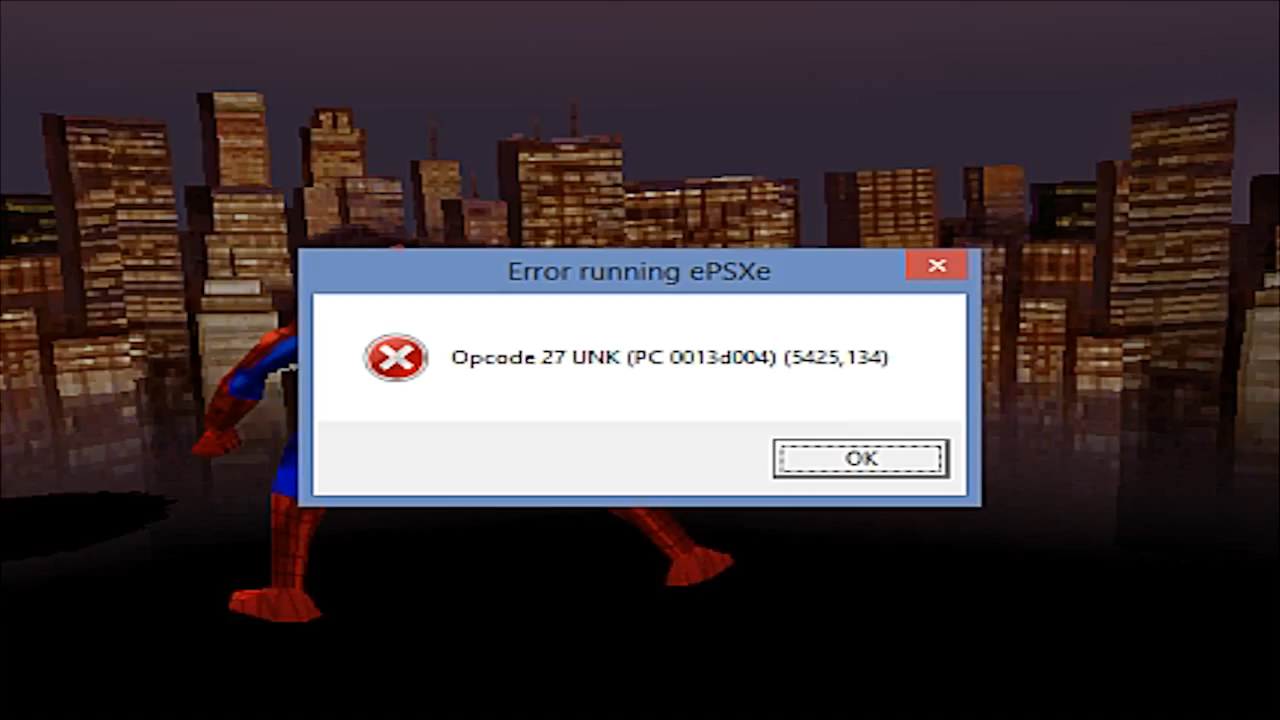 Error running ePSXe
Opcode 27 UNK (PC 0013d004) (5425,134)
OK